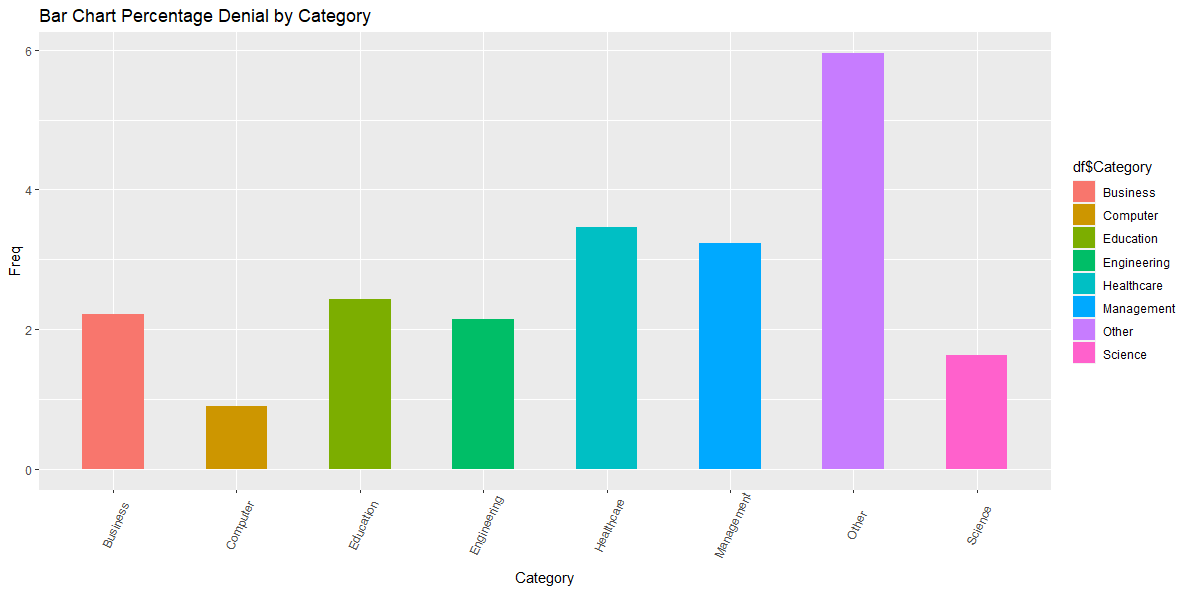 Bar Chart Percentage Denial by Category
6
4
2
0
Freq
Business
Computer
Education
Engineering
Healthcare
Management
Other
Science
Category
df$Category
Business
Computer
Education
Engineering
Healthcare
Management
Other
Science